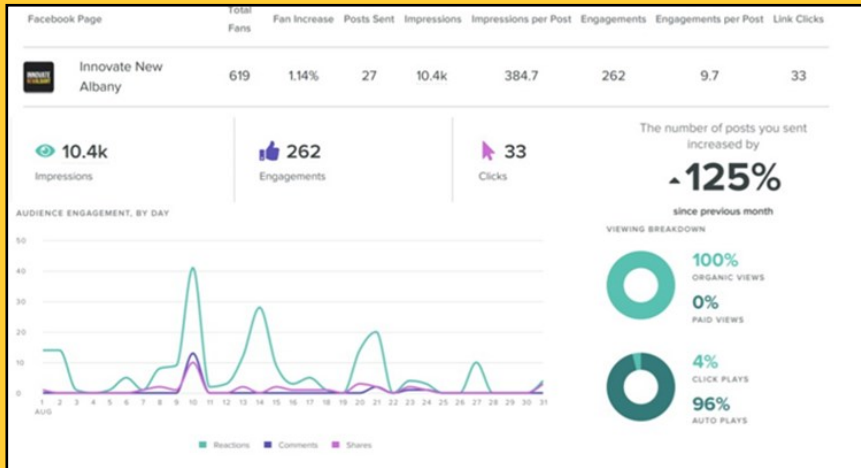 Facebook Page Total Fans Fan Increase Posts Sent Impressions Impressions per Post Engagements Engagements per Post Link Clicks
INNOVATE NEW ALBANY
Innovate New Albany 619 1.14% 27 10.4k 384.7 262 9.7 33
10.4k
Impressions
262
Engagements
33
Clicks
The number of posts you sent
increased by
125%
since previous month
AUDIENCE ENGAGEMENT, BY DAY
50
40
30
20
10
0
1 2 3 4 5 6 7 8 9 10 11 12 13 14 15 16 17 18 19 20 21 22 23 24 25 26 27 28 29 30 31
AUG
Reactions Comments Shares
VIEWING BREAKDOWN
100%
ORGANIC VIEWS
0%
PAID VIEWS
4%
CLICK PLAYS
96%
AUTO PLAYS